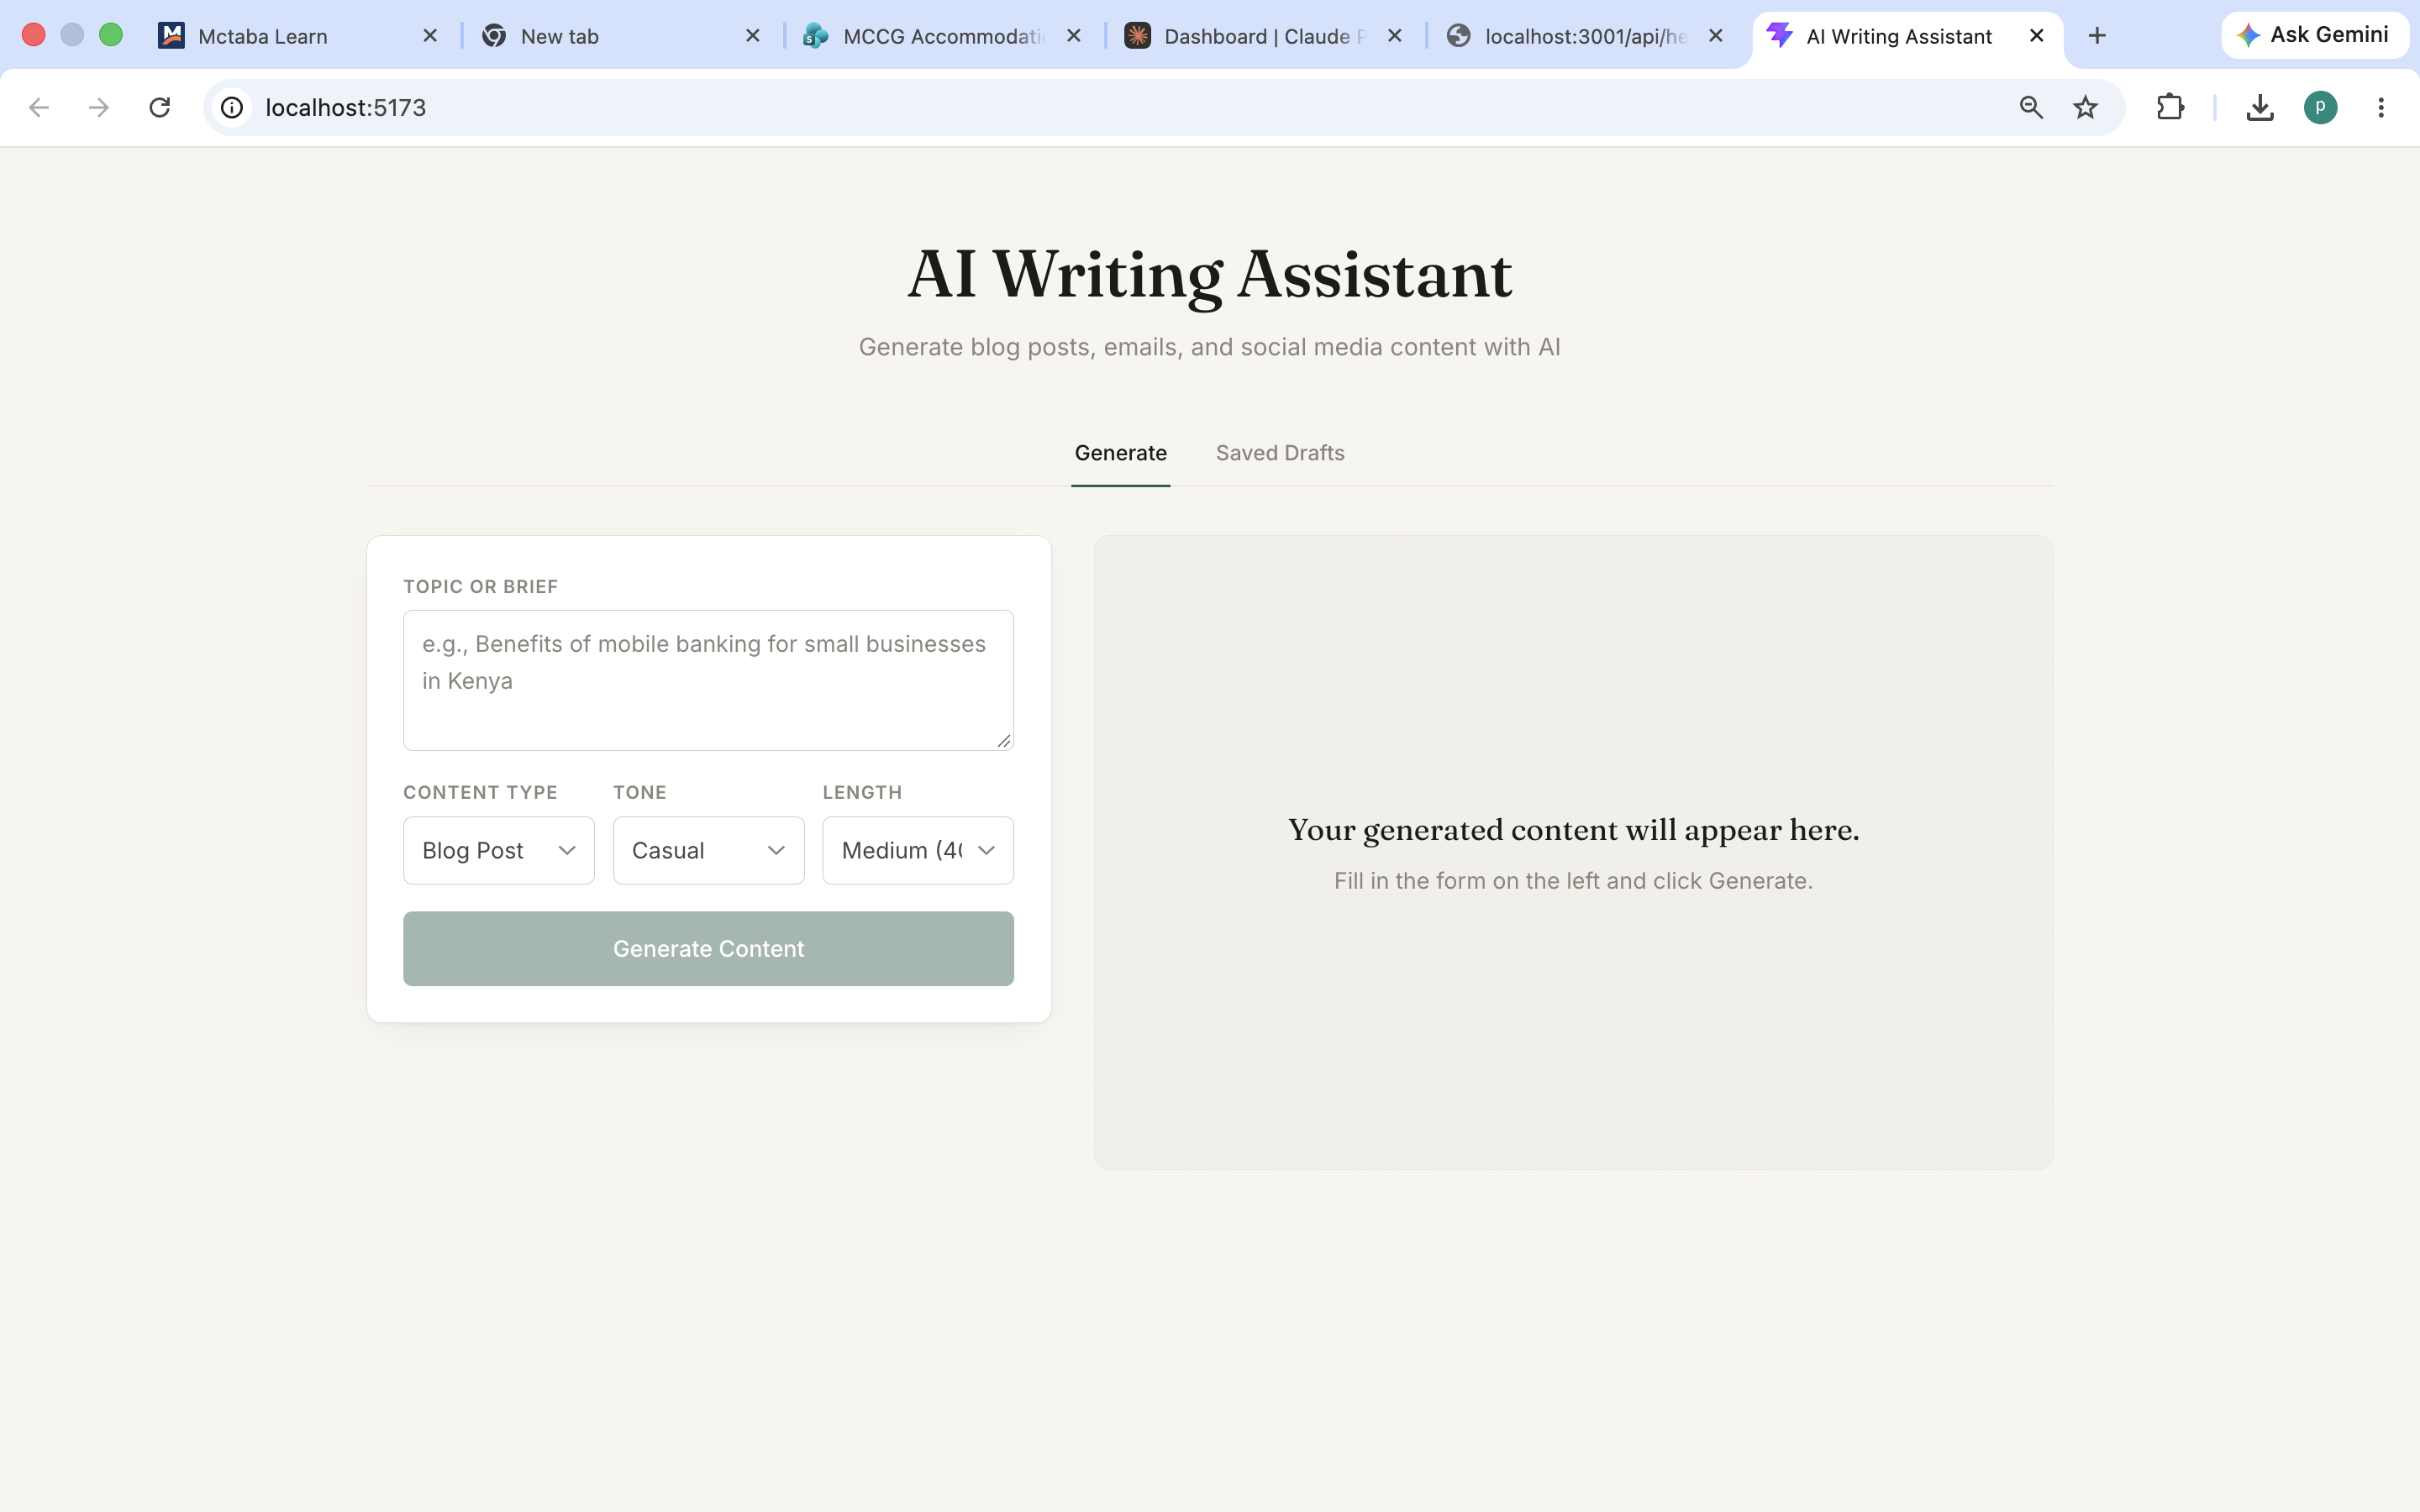 Mctaba Learn
New tab
MCCG Accommodati
Dashboard | Claude P
localhost:3001/api/he
AI Writing Assistant
Ask Gemini
localhost:5173
p
AI Writing Assistant
Generate blog posts, emails, and social media content with AI
Generate
Saved Drafts
TOPIC OR BRIEF
e.g., Benefits of mobile banking for small businesses
in Kenya
CONTENT TYPE
TONE
LENGTH
Blog Post
Casual
Medium (40
Generate Content
Your generated content will appear here.
Fill in the form on the left and click Generate.